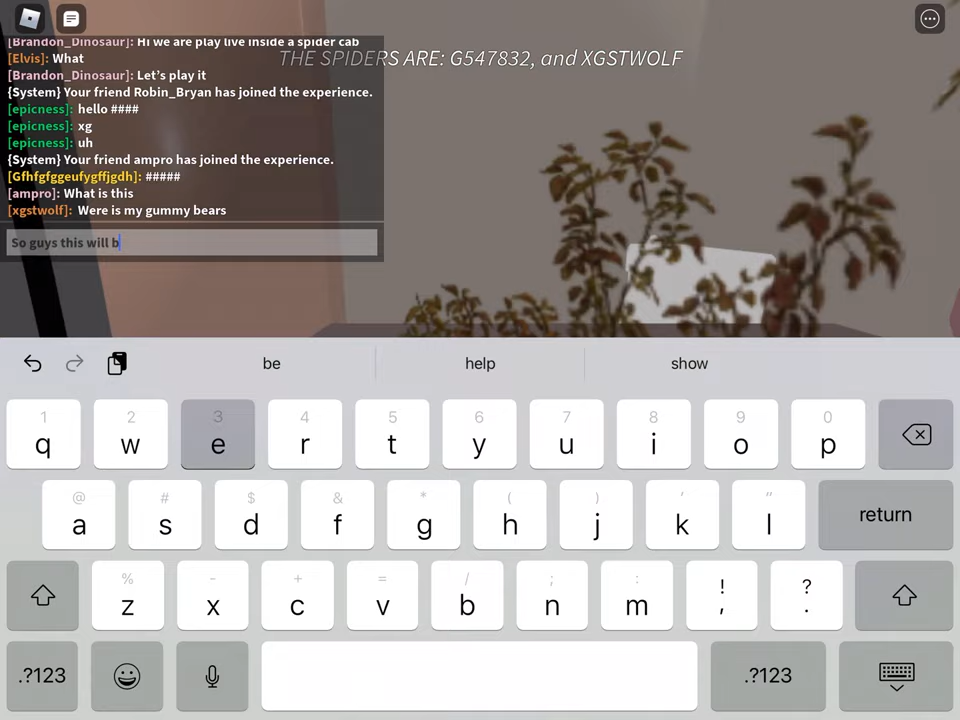 [Brandon_Dinosaur]: Hi we are play live inside a spider cab
[Elvis]: What
[Brandon_Dinosaur]: Let's play it
{System} Your friend Robin_Bryan has joined the experience.
[epicness]: hello ####
[epicness]: xg
[epicness]: uh
{System} Your friend ampro has joined the experience.
[Gfhfgfggeufygffjgdh]: #####
[ampro]: What is this
[xgstwolf]: Were is my gummy bears
So guys this will b
THE SPIDERS ARE: G547832, and XGSTWOLF
be help show
1 2 3 4 5 6 7 8 9 0
q w e r t y u i o p
@ # $ & * ( ) ' "
a s d f g h j k l return
% - + = / ; : ! ?
z x c v b n m , .
.?123 .?123